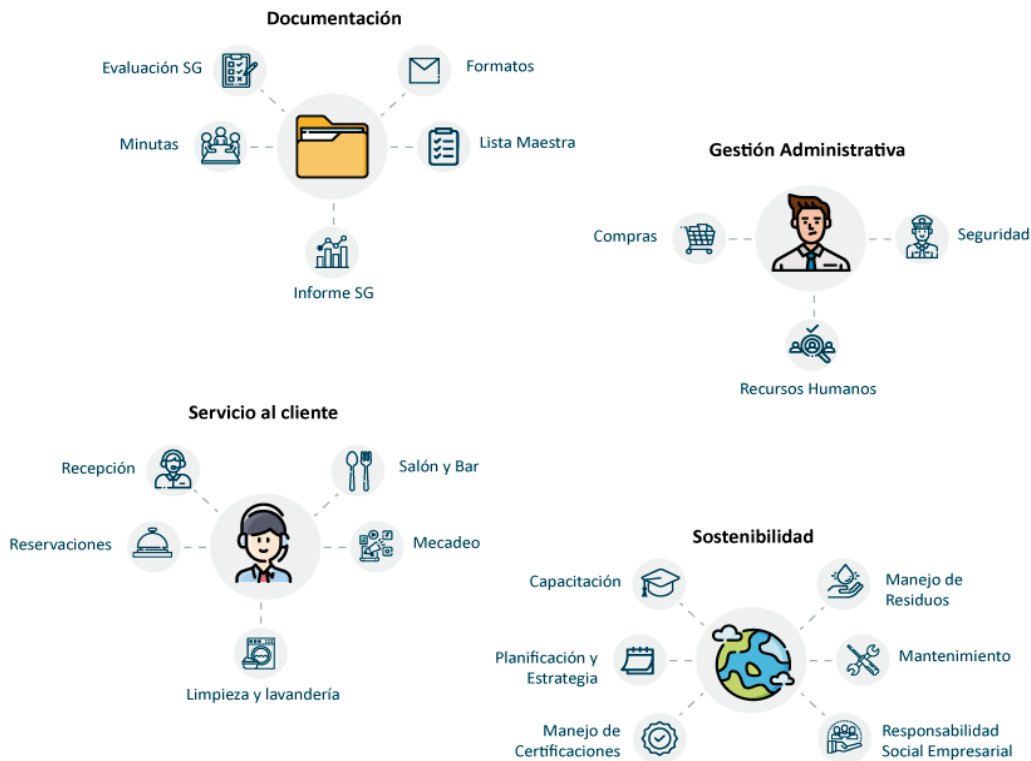 Documentación
Evaluación SG
Formatos
Minutas
Lista Maestra
Informe SG
Gestión Administrativa
Compras
Seguridad
Recursos Humanos
Servicio al cliente
Recepción
Salón y Bar
Reservaciones
Mecadeo
Limpieza y lavandería
Sostenibilidad
Capacitación
Manejo de
Residuos
Planificación y
Estrategia
Mantenimiento
Manejo de
Certificaciones
Responsabilidad
Social Empresarial